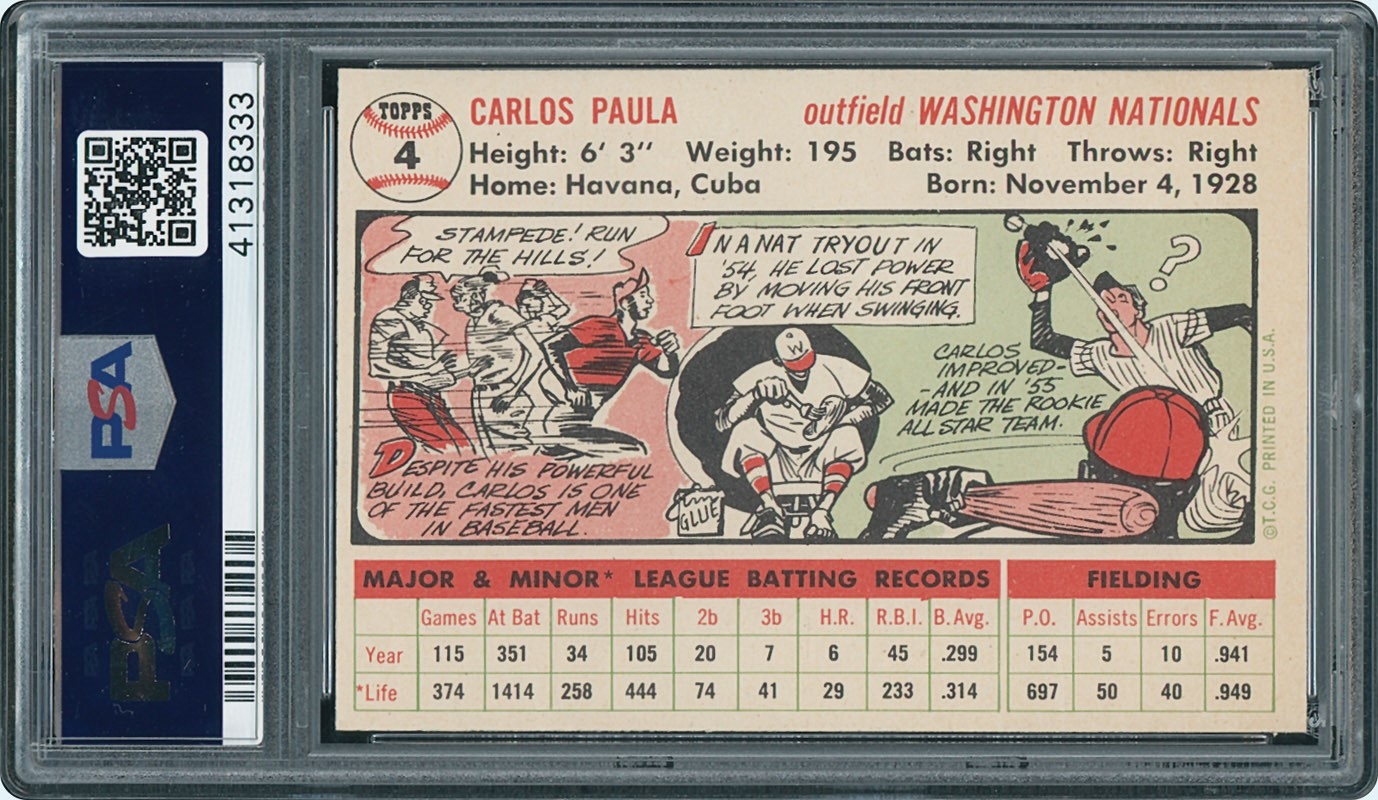 41318333
PSA
PSA
TOPPS
4
CARLOS PAULA outfield WASHINGTON NATIONALS
Height: 6' 3" Weight: 195 Bats: Right Throws: Right
Home: Havana, Cuba Born: November 4, 1928
STAMPEDE! RUN
FOR THE HILLS!
DESPITE HIS POWERFUL
BUILD, CARLOS IS ONE
OF THE FASTEST MEN
IN BASEBALL.
IN A NAT TRYOUT IN
'54, HE LOST POWER
BY MOVING HIS FRONT
FOOT WHEN SWINGING.
W
GLUE
?
CARLOS
IMPROVED-
-AND IN '55
MADE THE ROOKIE
ALL STAR TEAM.
©T.C.G. PRINTED IN U.S.A.
MAJOR & MINOR* LEAGUE BATTING RECORDS FIELDING
Games At Bat Runs Hits 2b 3b H.R. R.B.I. B. Avg. P.O. Assists Errors F. Avg.
Year 115 351 34 105 20 7 6 45 .299 154 5 10 .941
*Life 374 1414 258 444 74 41 29 233 .314 697 50 40 .949